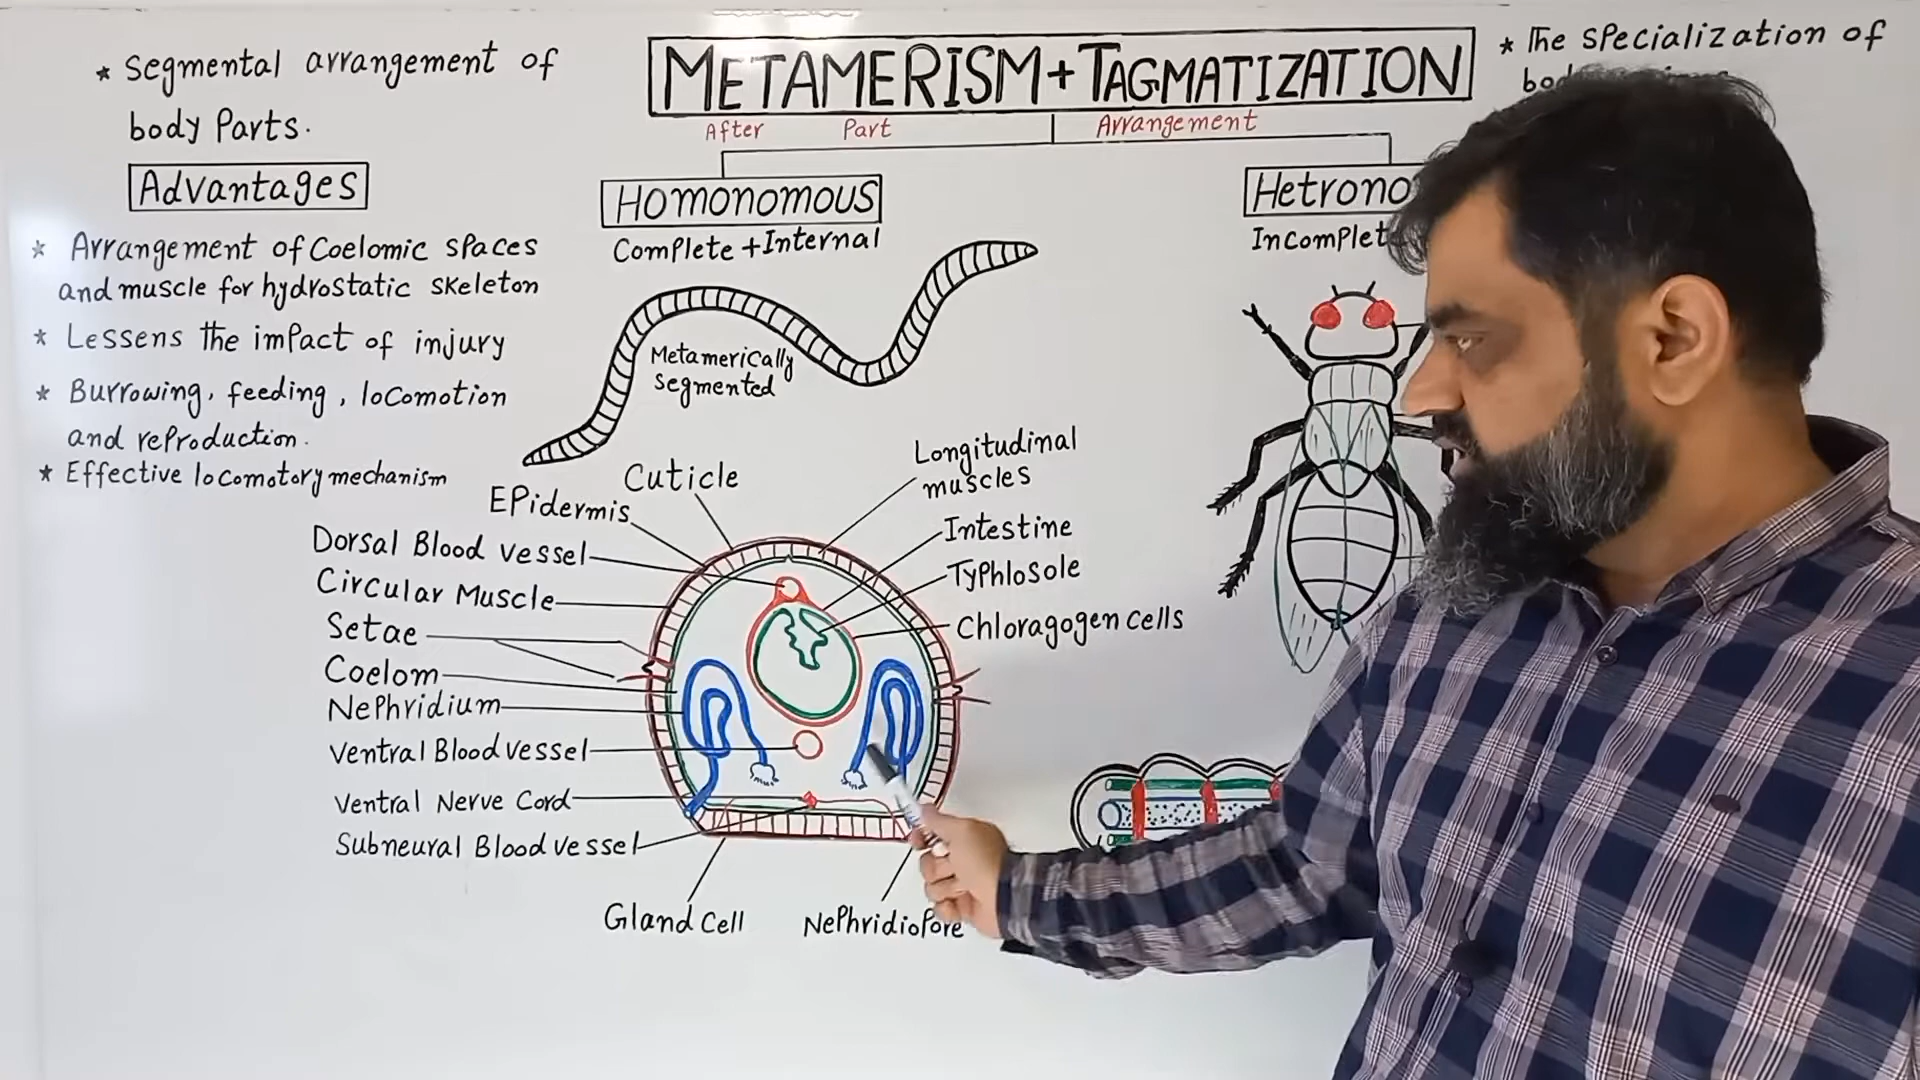 * Segmental arrangement of
body Parts.
Advantages
* Arrangement of Coelomic spaces
and muscle for hydrostatic skeleton
* Lessens the impact of injury
* Burrowing, feeding, locomotion
and reproduction.
* Effective locomotory mechanism
METAMERISM+TAGMATIZATION
After Part Arrangement
Homonomous
Complete +Internal
Metamerically
segmented
* The specialization of
Hetrono
Incomplet
Cuticle
Epidermis
Dorsal Blood vessel
Circular Muscle
Setae
Coelom
Nephridium
Ventral Blood vessel
Ventral Nerve Cord
Subneural Blood vessel
Gland Cell
Nephridiopore
Longitudinal
muscles
Intestine
Typhlosole
Chloragogen cells